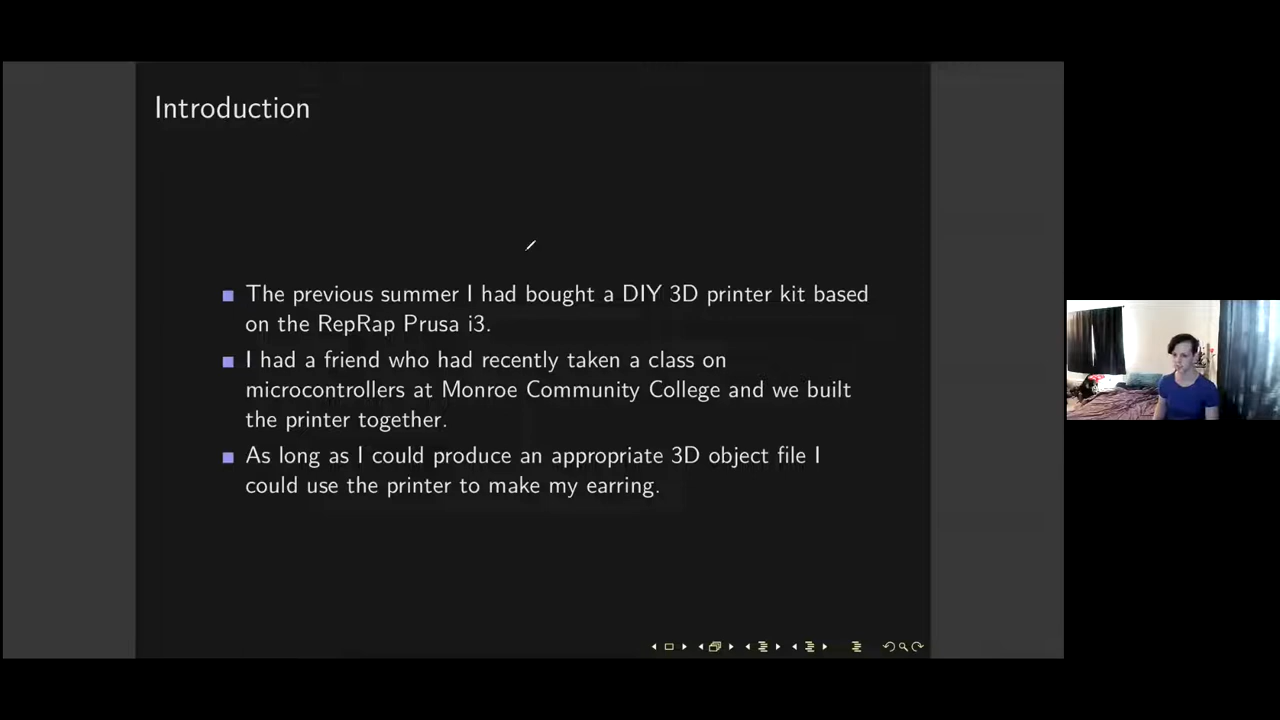 Introduction
The previous summer I had bought a DIY 3D printer kit based
on the RepRap Prusa i3.
I had a friend who had recently taken a class on
microcontrollers at Monroe Community College and we built
the printer together.
As long as I could produce an appropriate 3D object file I
could use the printer to make my earring.